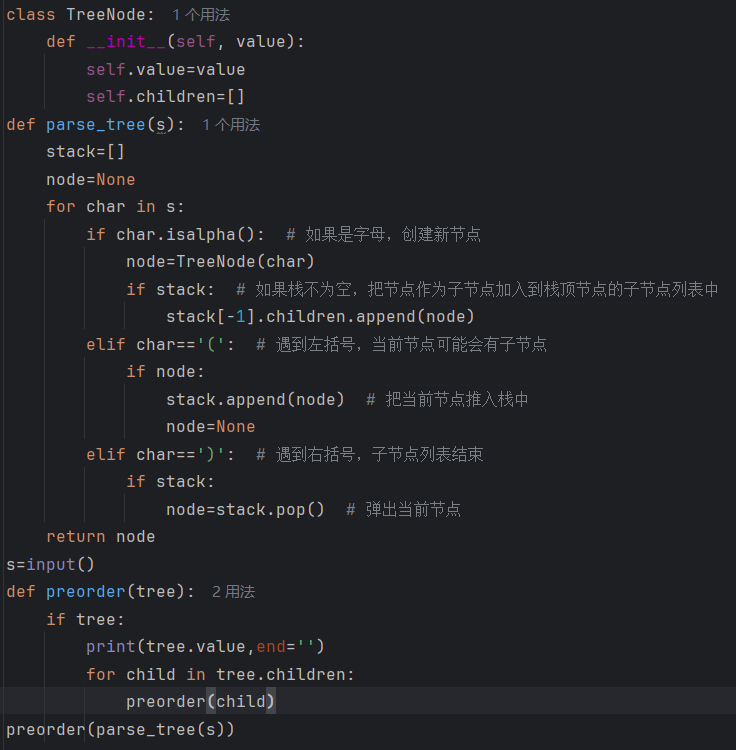 class TreeNode:  1 个用法
    def __init__(self, value):
        self.value=value
        self.children=[]
def parse_tree(s):  1 个用法
    stack=[]
    node=None
    for char in s:
        if char.isalpha():  # 如果是字母，创建新节点
            node=TreeNode(char)
            if stack:  # 如果栈不为空，把节点作为子节点加入到栈顶节点的子节点列表中
                stack[-1].children.append(node)
        elif char=='(':  # 遇到左括号，当前节点可能会有子节点
            if node:
                stack.append(node)  # 把当前节点推入栈中
                node=None
        elif char==')':  # 遇到右括号，子节点列表结束
            if stack:
                node=stack.pop()  # 弹出当前节点
    return node
s=input()
def preorder(tree):  2 用法
    if tree:
        print(tree.value,end='')
        for child in tree.children:
            preorder(child)
preorder(parse_tree(s))